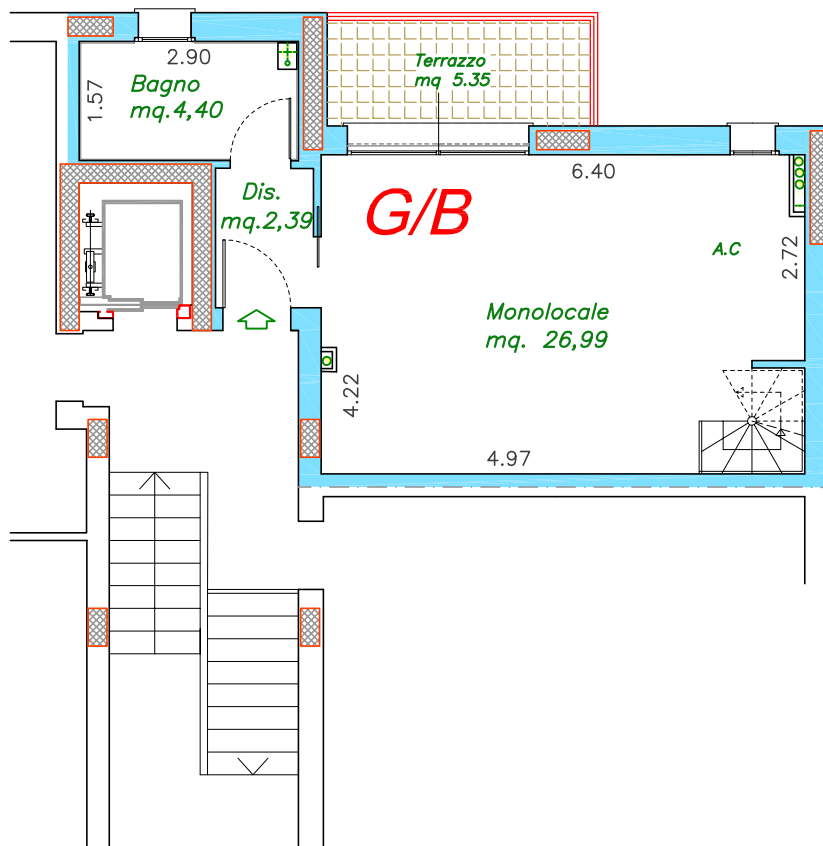 2.90
Bagno
mq.4,40
1.57
Terrazzo
mq 5.35
6.40
Dis.
mq.2,39
G/B
A.C
2.72
Monolocale
mq. 26,99
4.22
4.97